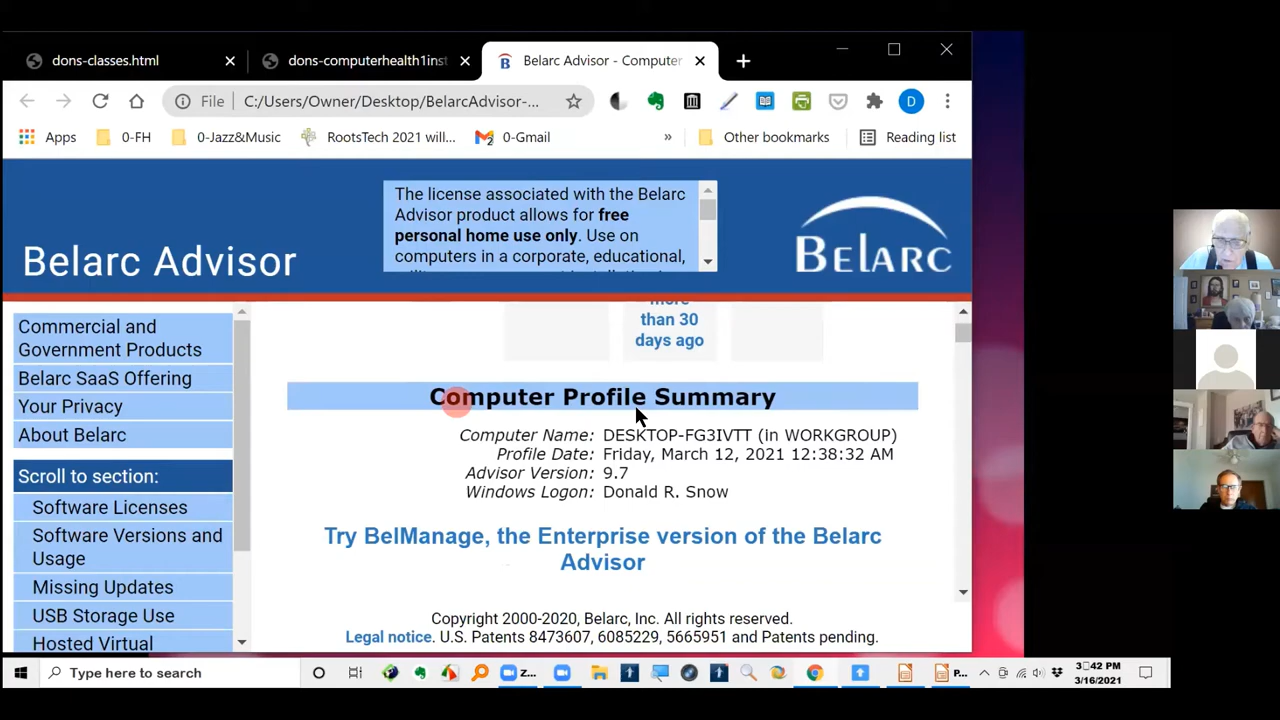 dons-classes.html
dons-computerhealth1inst
Belarc Advisor - Computer
File
C:/Users/Owner/Desktop/BelarcAdvisor-...
D
Apps
0-FH
0-Jazz&Music
RootsTech 2021 will...
0-Gmail
»
Other bookmarks
Reading list
Belarc Advisor
The license associated with the Belarc
Advisor product allows for free
personal home use only. Use on
computers in a corporate, educational,
BELARC
Commercial and
Government Products
Belarc SaaS Offering
Your Privacy
About Belarc
Scroll to section:
Software Licenses
Software Versions and
Usage
Missing Updates
USB Storage Use
Hosted Virtual
more
than 30
days ago
Computer Profile Summary
Computer Name: DESKTOP-FG3IVTT (in WORKGROUP)
Profile Date: Friday, March 12, 2021 12:38:32 AM
Advisor Version: 9.7
Windows Logon: Donald R. Snow
Try BelManage, the Enterprise version of the Belarc
Advisor
Copyright 2000-2020, Belarc, Inc. All rights reserved.
Legal notice. U.S. Patents 8473607, 6085229, 5665951 and Patents pending.
Type here to search
Z...
P...
3:42 PM
3/16/2021